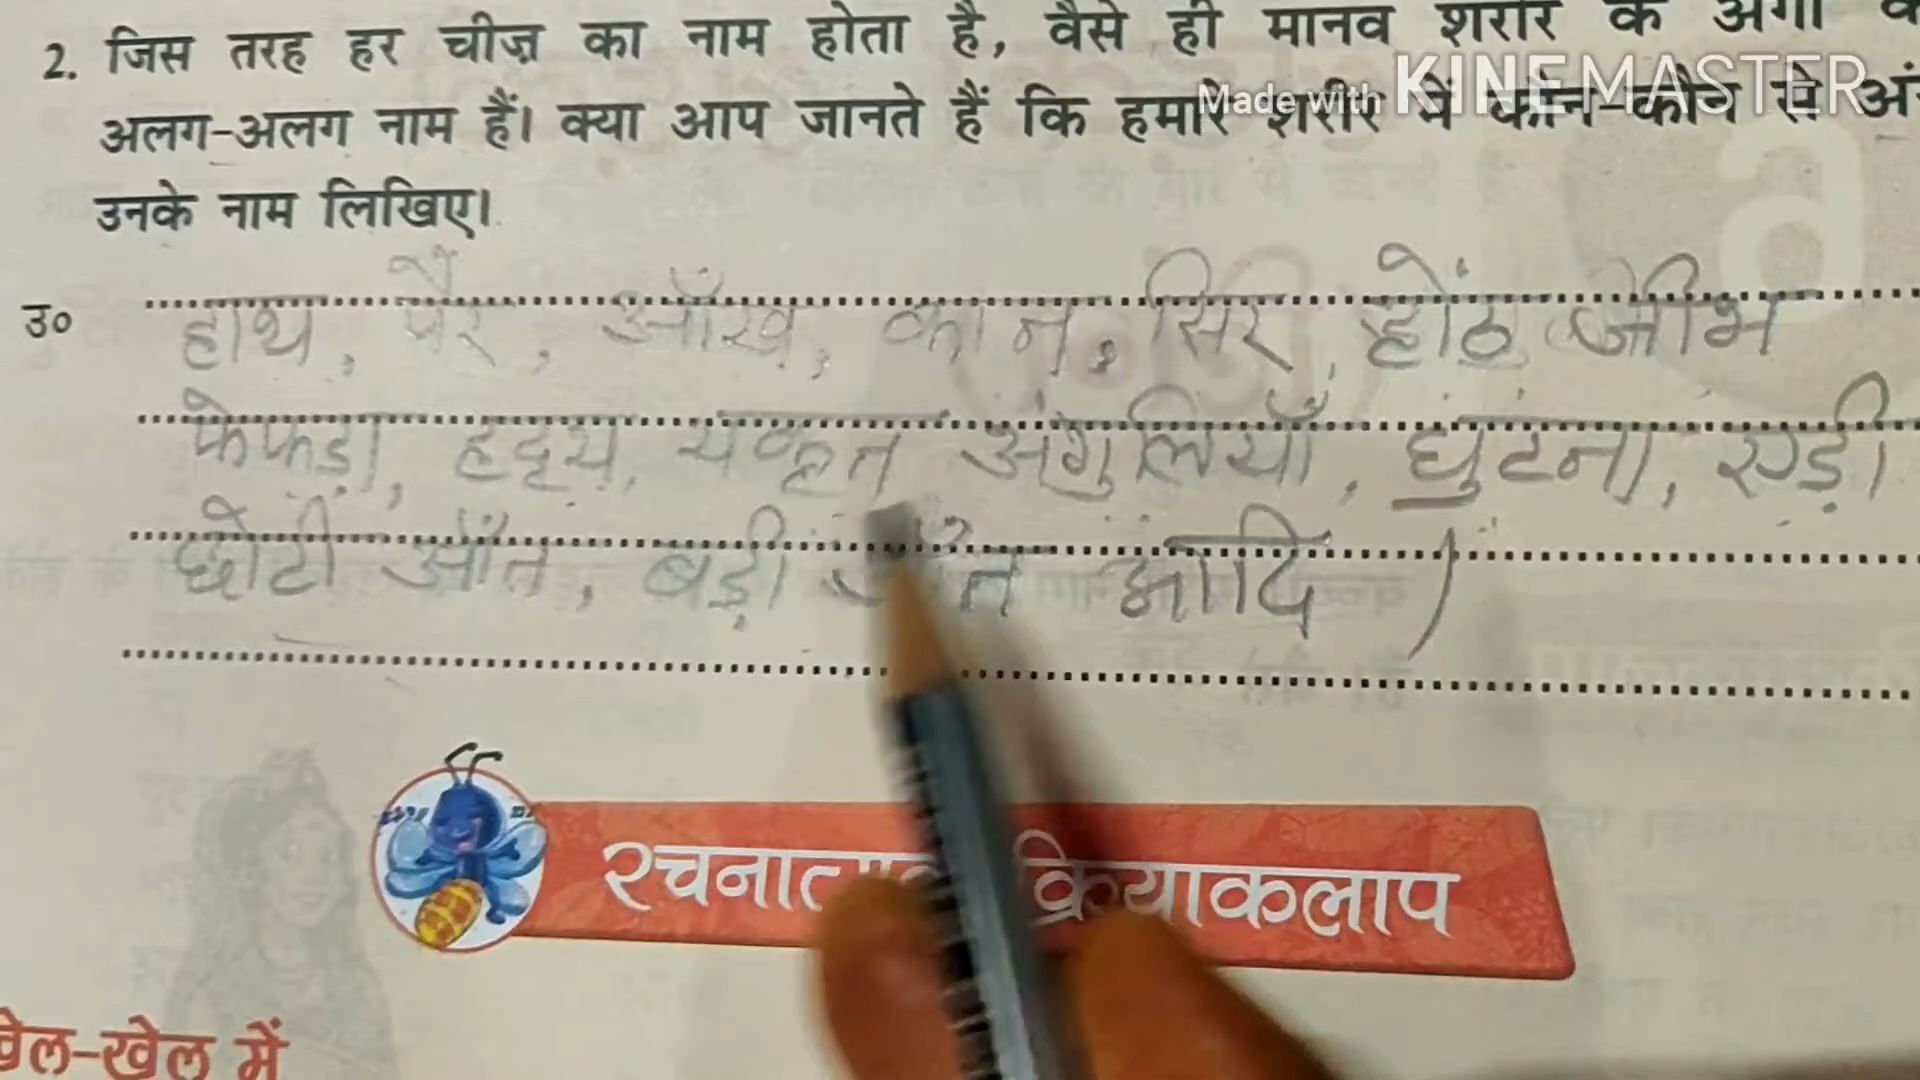 2. जिस तरह हर चीज़ का नाम होता है, वैसे ही मानव शरीर के अंगों
Made with KINEMASTER
अलग-अलग नाम हैं। क्या आप जानते हैं कि हमारे शरीर में कौन-कौन से
उनके नाम लिखिए।
उ० हाथ, पैर, आँख, कान, सिर, होंठ जीभ
फेफड़ा, हृदय, यकृत अंगुलियाँ, घुटना, एड़ी
छोटी आँत, बड़ी आँत आदि।
a
रचनात्मक क्रियाकलाप
खेल-खेल में